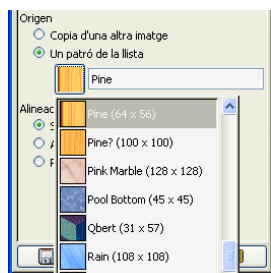 Origen
Copia d'una altra imatge
Un patró de la llista
Pine
Alineac
Pine (64 x 56)
Pine? (100 x 100)
Pink Marble (128 x 128)
Pool Bottom (45 x 45)
Qbert (31 x 57)
Rain (108 x 108)